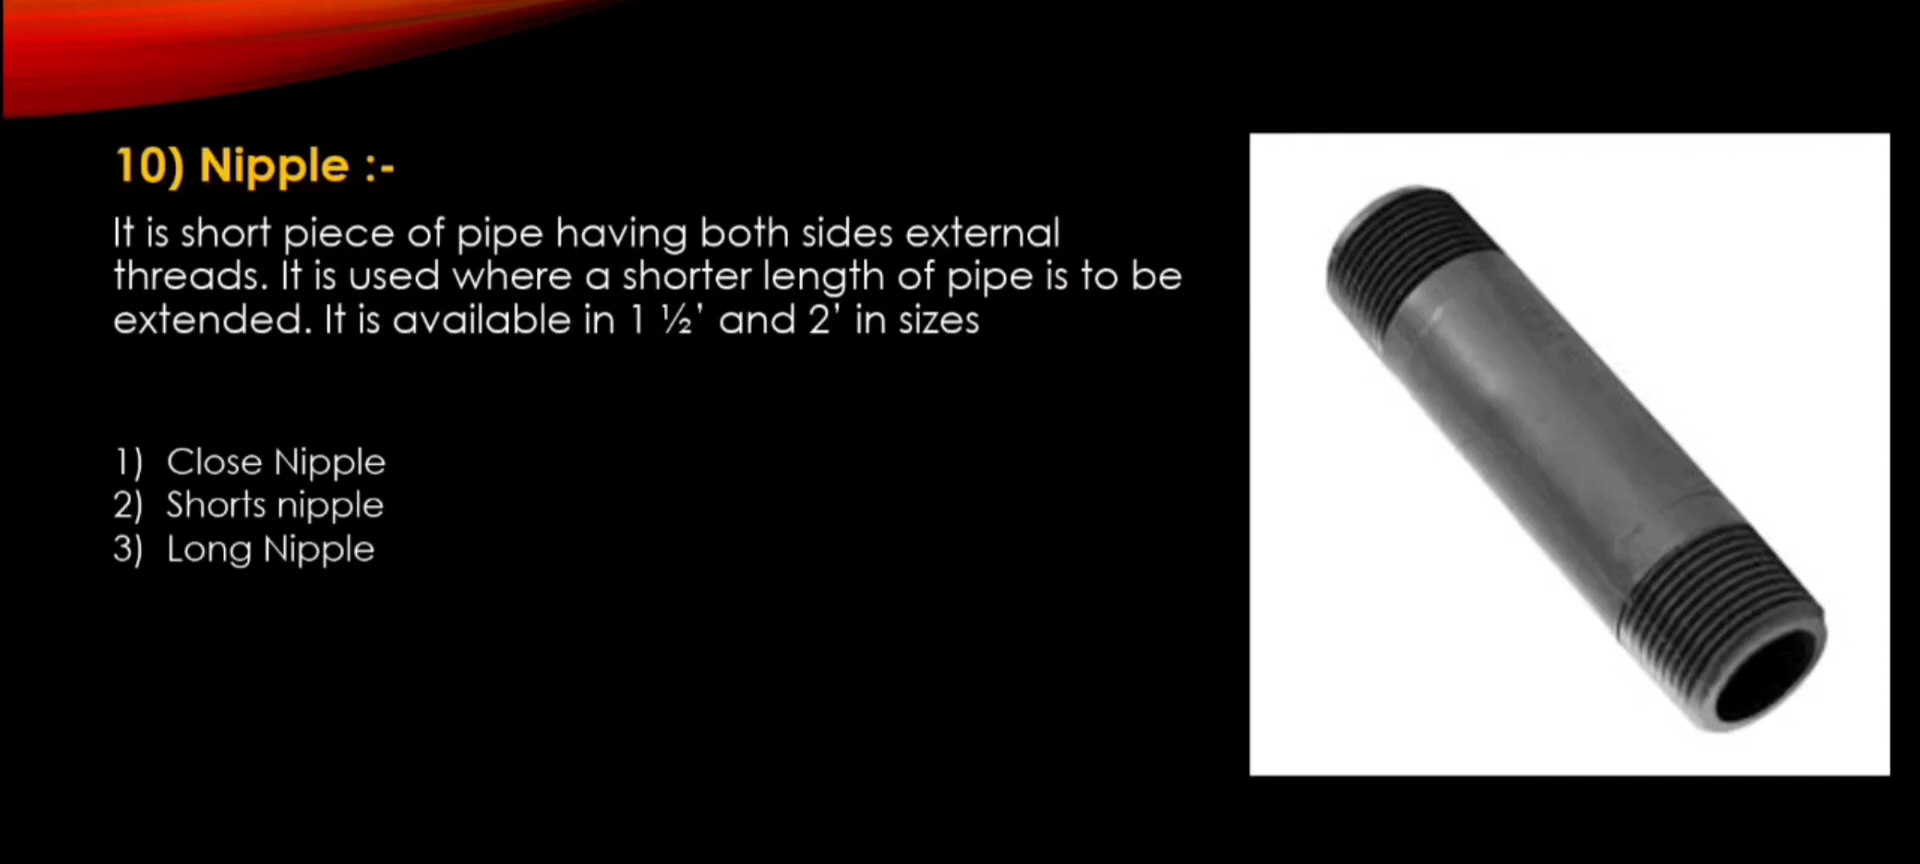 10) Nipple :-
It is short piece of pipe having both sides external
threads. It is used where a shorter length of pipe is to be
extended. It is available in 1 ½’ and 2’ in sizes
1) Close Nipple
2) Shorts nipple
3) Long Nipple